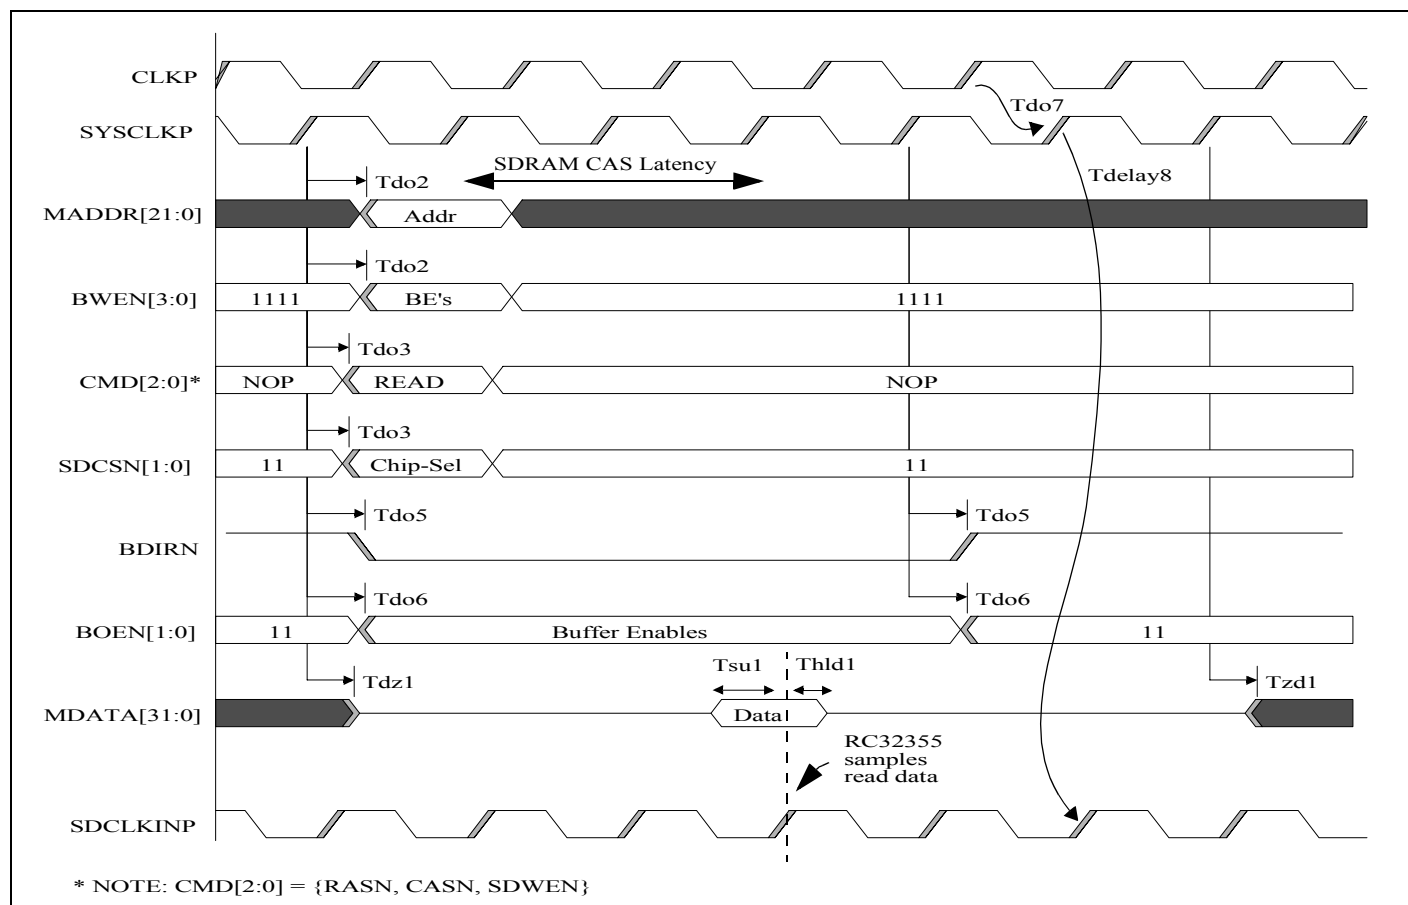 CLKP
Tdo7
SYSCLKP
SDRAM CAS Latency
Tdo2
Tdelay8
MADDR[21:0]
Addr
Tdo2
BWEN[3:0]
1111
BE's
1111
Tdo3
CMD[2:0]*
NOP
READ
NOP
Tdo3
SDCSN[1:0]
11
Chip-Sel
11
Tdo5
Tdo5
BDIRN
Tdo6
Tdo6
BOEN[1:0]
11
Buffer Enables
11
Tsu1
Thld1
Tdz1
Tzd1
MDATA[31:0]
Data
RC32355
samples
read data
SDCLKINP
* NOTE: CMD[2:0] = {RASN, CASN, SDWEN}